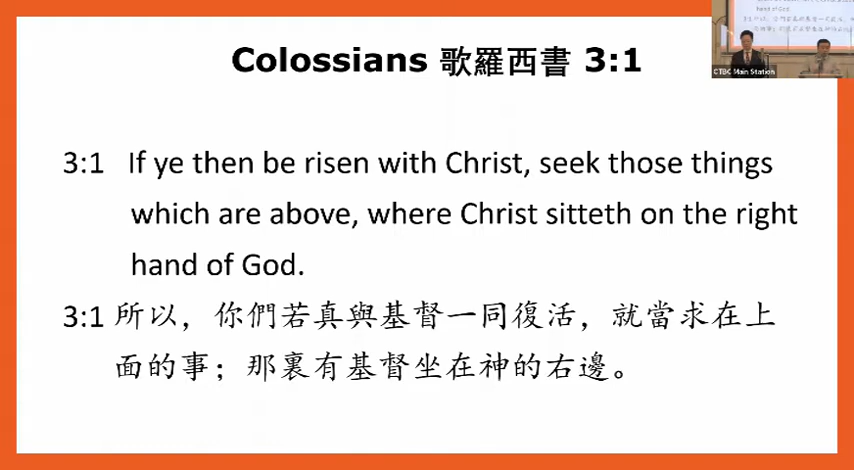 Colossians 歌羅西書 3:1
hand of God.
CTBC Main Station
3:1 If ye then be risen with Christ, seek those things
which are above, where Christ sitteth on the right
hand of God.
3:1 所以，你們若真與基督一同復活，就當求在上
面的事；那裏有基督坐在神的右邊。